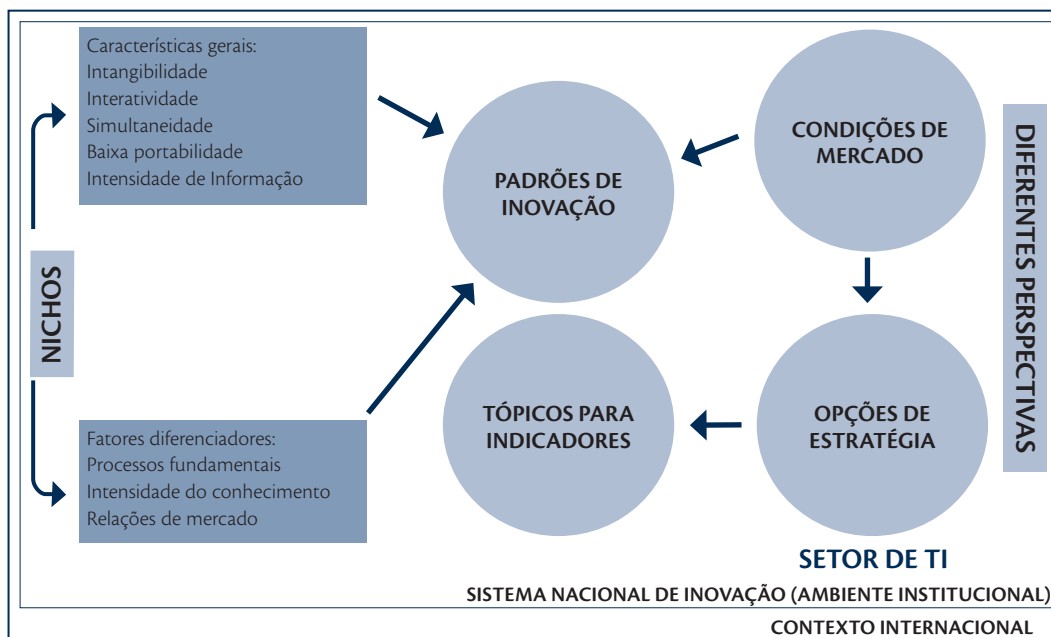 Características gerais:
Intangibilidade
Interatividade
Simultaneidade
Baixa portabilidade
Intensidade de Informação
NICHOS
Fatores diferenciadores:
Processos fundamentais
Intensidade do conhecimento
Relações de mercado
PADRÕES DE
INOVAÇÃO
CONDIÇÕES DE
MERCADO
TÓPICOS PARA
INDICADORES
OPÇÕES DE
ESTRATÉGIA
DIFERENTES PERSPECTIVAS
SETOR DE TI
SISTEMA NACIONAL DE INOVAÇÃO (AMBIENTE INSTITUCIONAL)
CONTEXTO INTERNACIONAL